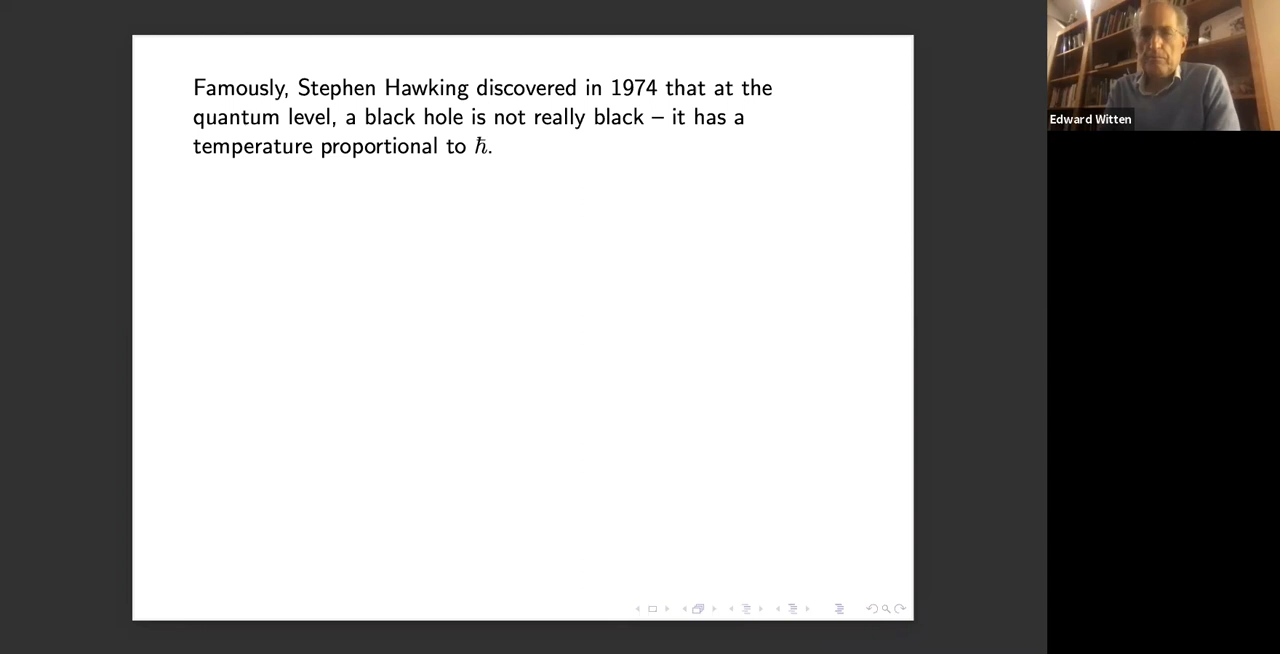 Famously, Stephen Hawking discovered in 1974 that at the
quantum level, a black hole is not really black – it has a
temperature proportional to ℏ.
Edward Witten